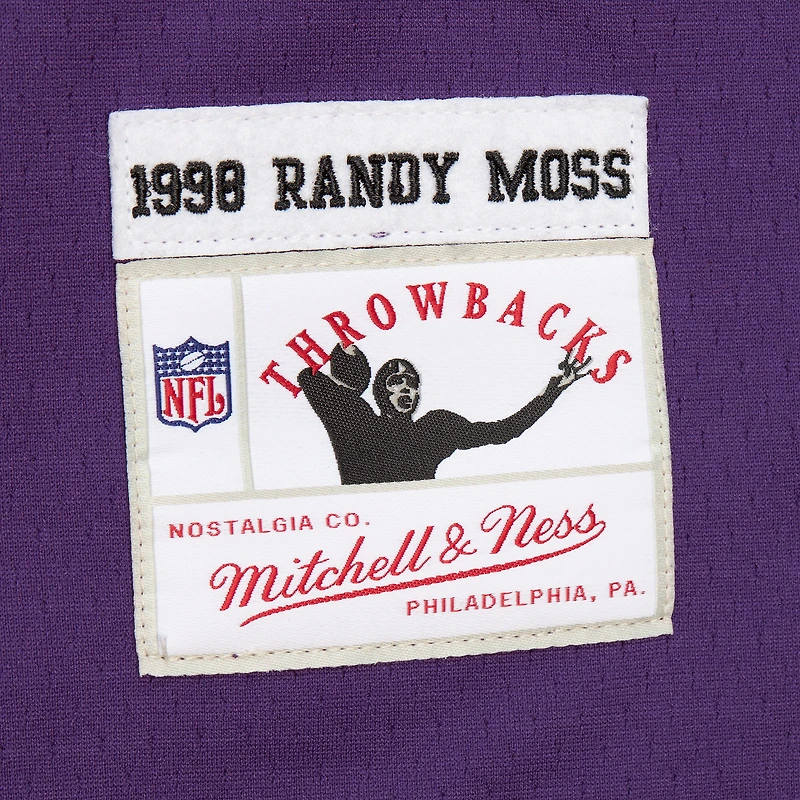 1998 RANDY MOSS
THROWBACKS
NFL
NOSTALGIA CO.
Mitchell & Ness
PHILADELPHIA, PA.